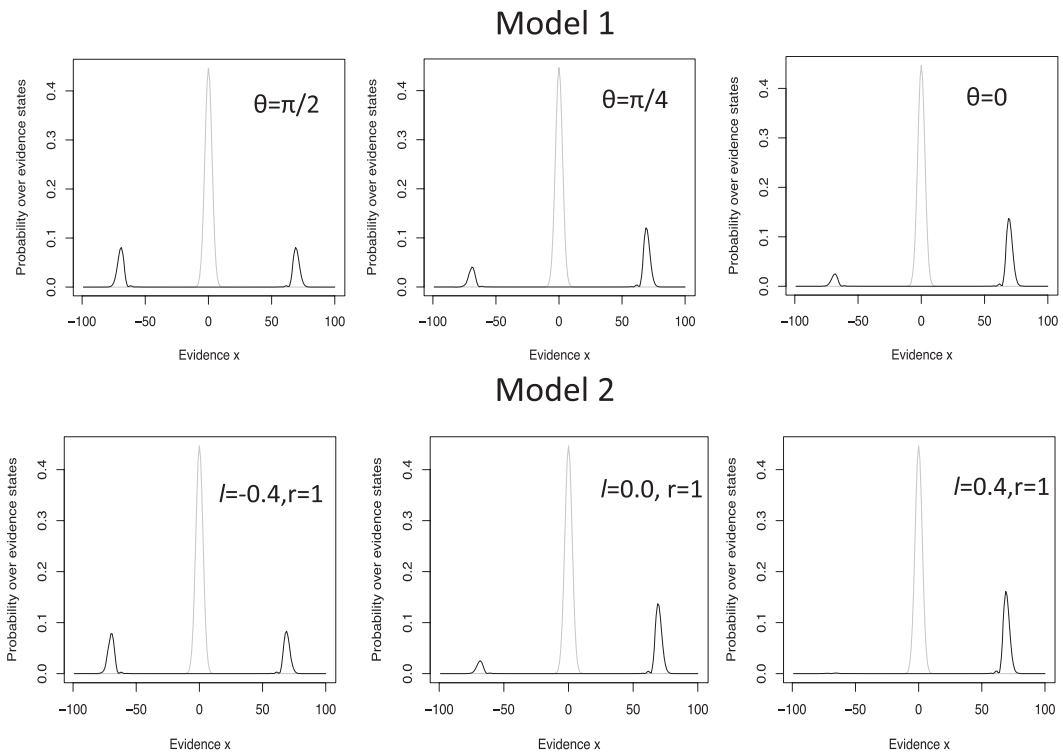 Model 1
Probability over evidence states
0.0 0.1 0.2 0.3 0.4
θ=π/2
−100 −50 0 50 100
Evidence x
Probability over evidence states
0.0 0.1 0.2 0.3 0.4
θ=π/4
−100 −50 0 50 100
Evidence x
Probability over evidence states
0.0 0.1 0.2 0.3 0.4
θ=0
−100 −50 0 50 100
Evidence x
Model 2
Probability over evidence states
0.0 0.1 0.2 0.3 0.4
l=-0.4,r=1
−100 −50 0 50 100
Evidence x
Probability over evidence states
0.0 0.1 0.2 0.3 0.4
l=0.0, r=1
−100 −50 0 50 100
Evidence x
Probability over evidence states
0.0 0.1 0.2 0.3 0.4
l=0.4,r=1
−100 −50 0 50 100
Evidence x